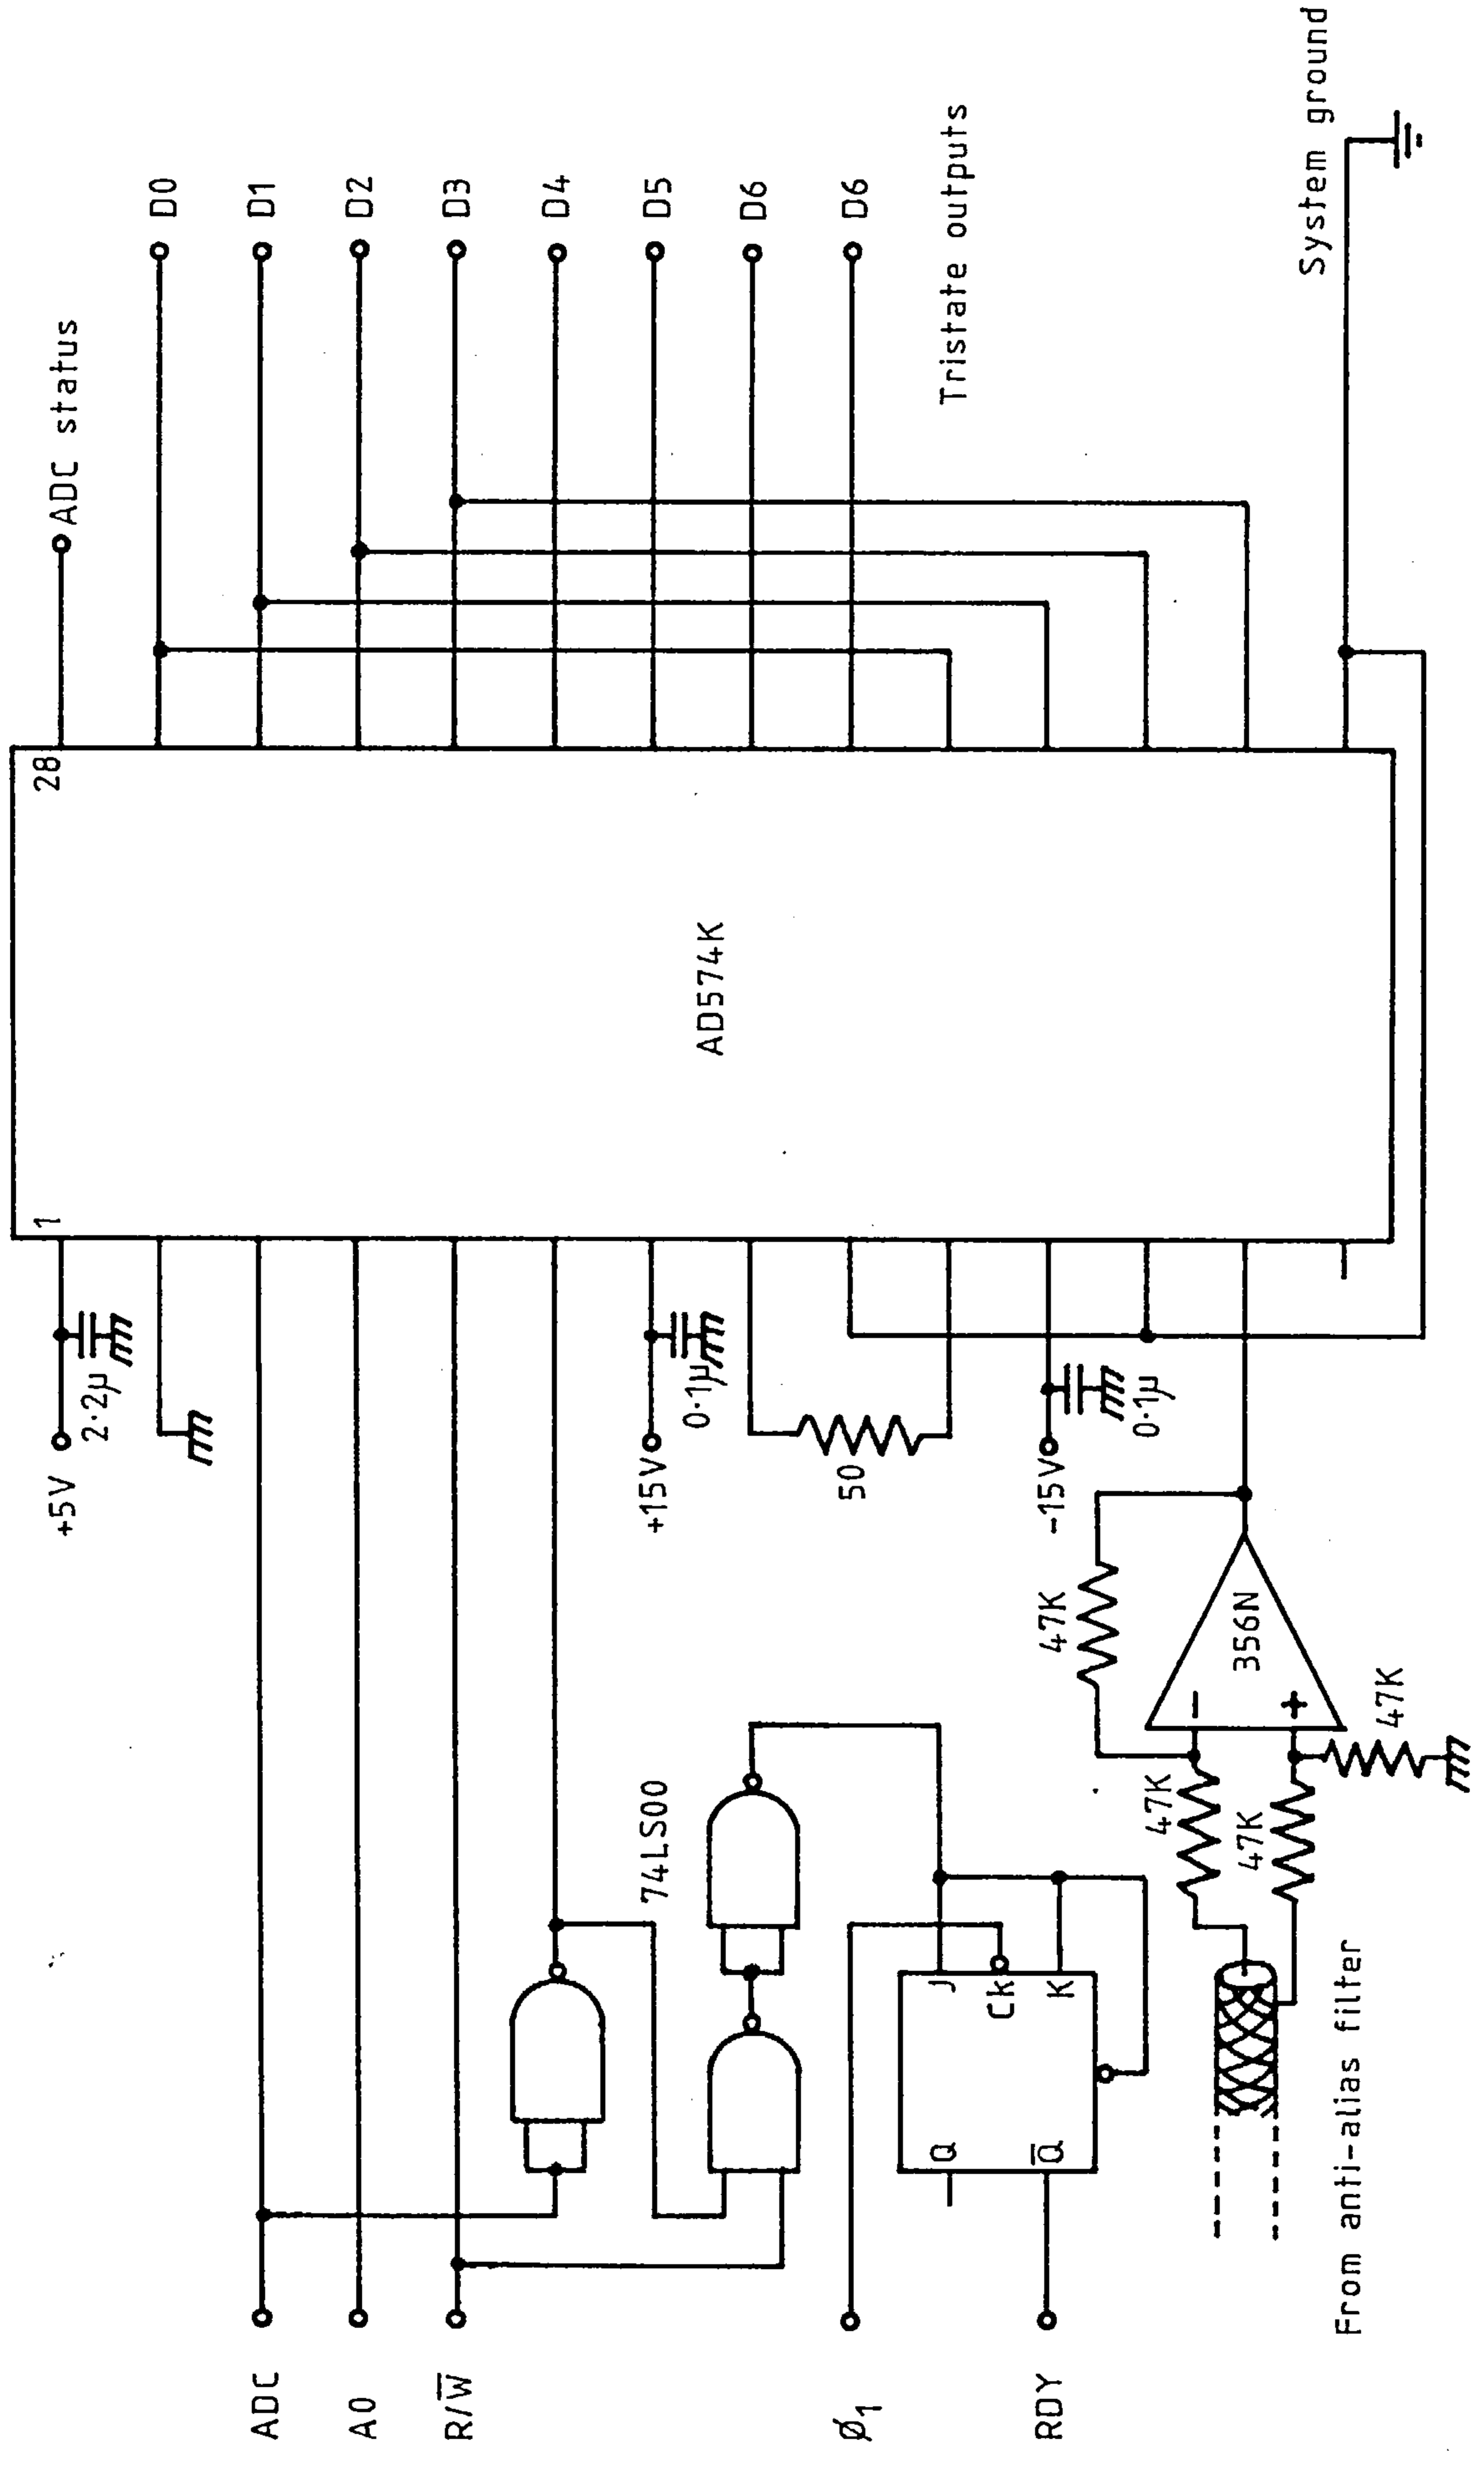 ADC
A0
R/W̅
Ø1
RDY
From anti-alias filter
74LS00
J
Ck
K
Q
Q̅
47K
47K
47K
47K
356N
−
+
+5V
2·2µ
+15V
0·1µ
50
-15V
0·1µ
1
AD574K
28
ADC status
D0
D1
D2
D3
D4
D5
D6
D6
Tristate outputs
System ground